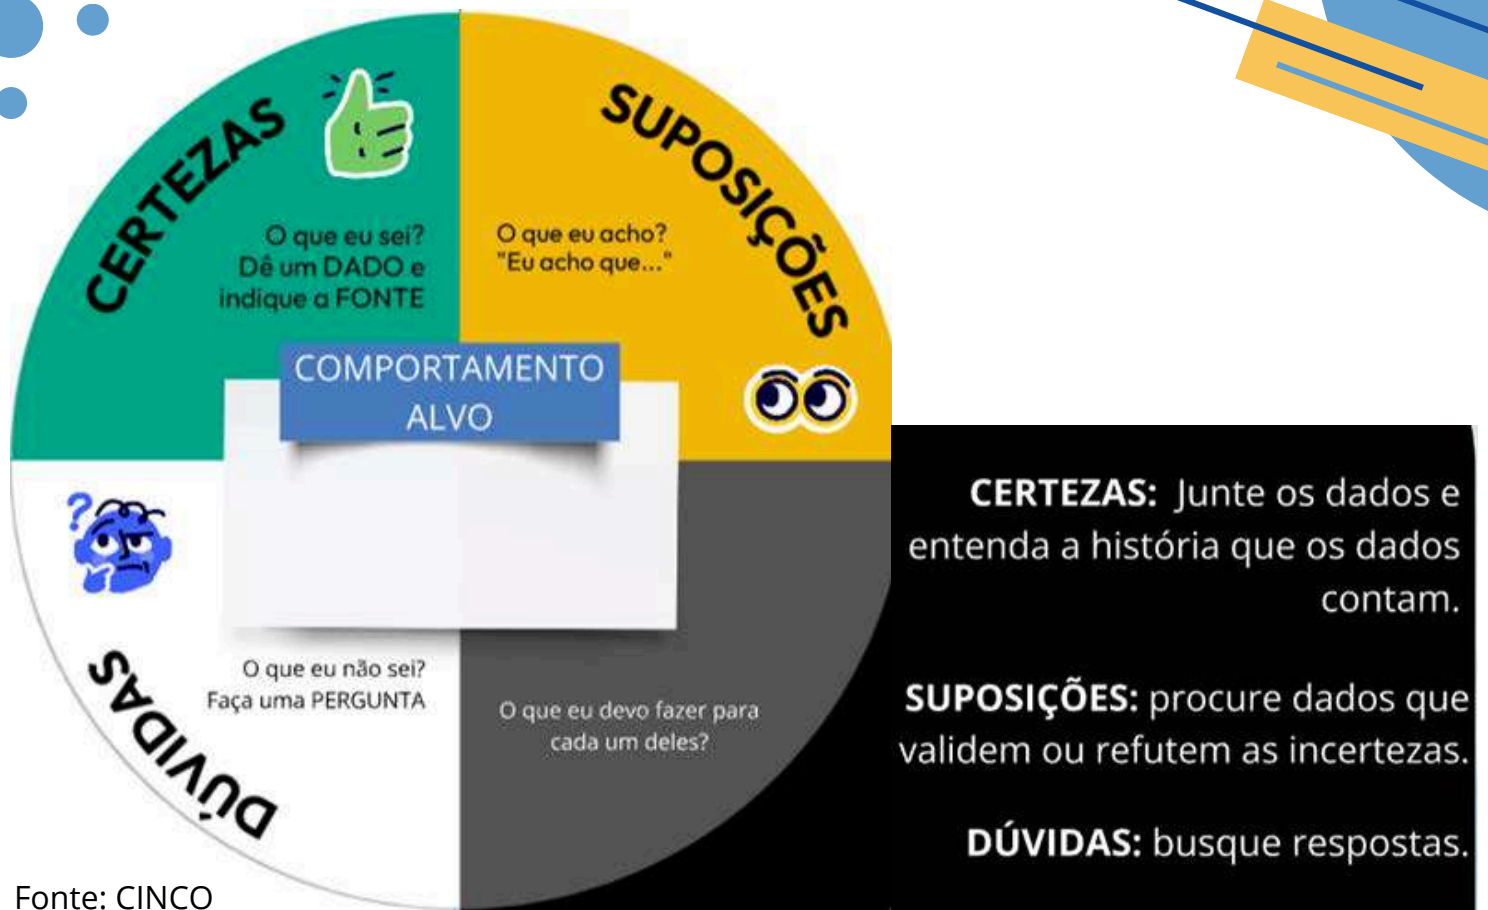 CERTEZAS
O que eu sei?
Dê um DADO e
indique a FONTE
SUPOSIÇÕES
O que eu acho?
"Eu acho que..."
COMPORTAMENTO
ALVO
DÚVIDAS
O que eu não sei?
Faça uma PERGUNTA
O que eu devo fazer para
cada um deles?
CERTEZAS: Junte os dados e
entenda a história que os dados
contam.
SUPOSIÇÕES: procure dados que
validem ou refutem as incertezas.
DÚVIDAS: busque respostas.
Fonte: CINCO